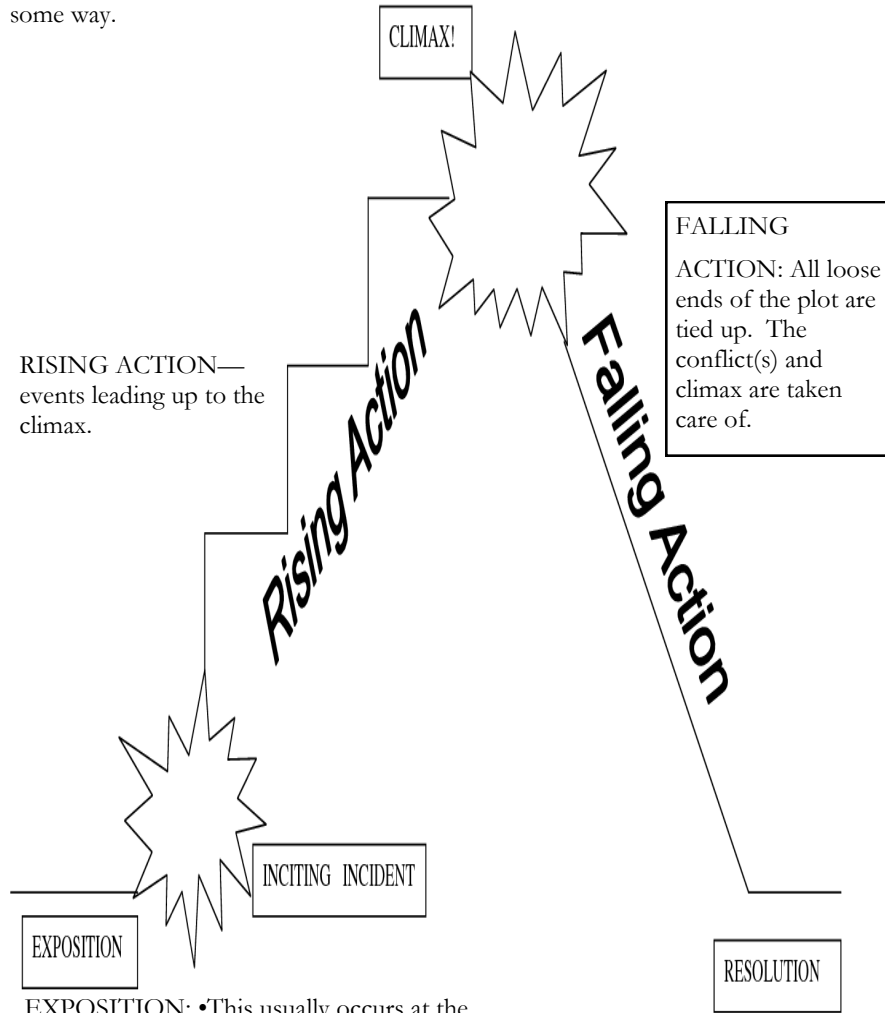 some way.
CLIMAX!
FALLING
ACTION: All loose
ends of the plot are
tied up. The
conflict(s) and
climax are taken
care of.
RISING ACTION—
events leading up to the
climax.
Rising Action
Falling Action
INCITING INCIDENT
EXPOSITION
RESOLUTION
EXPOSITION: •This usually occurs at the